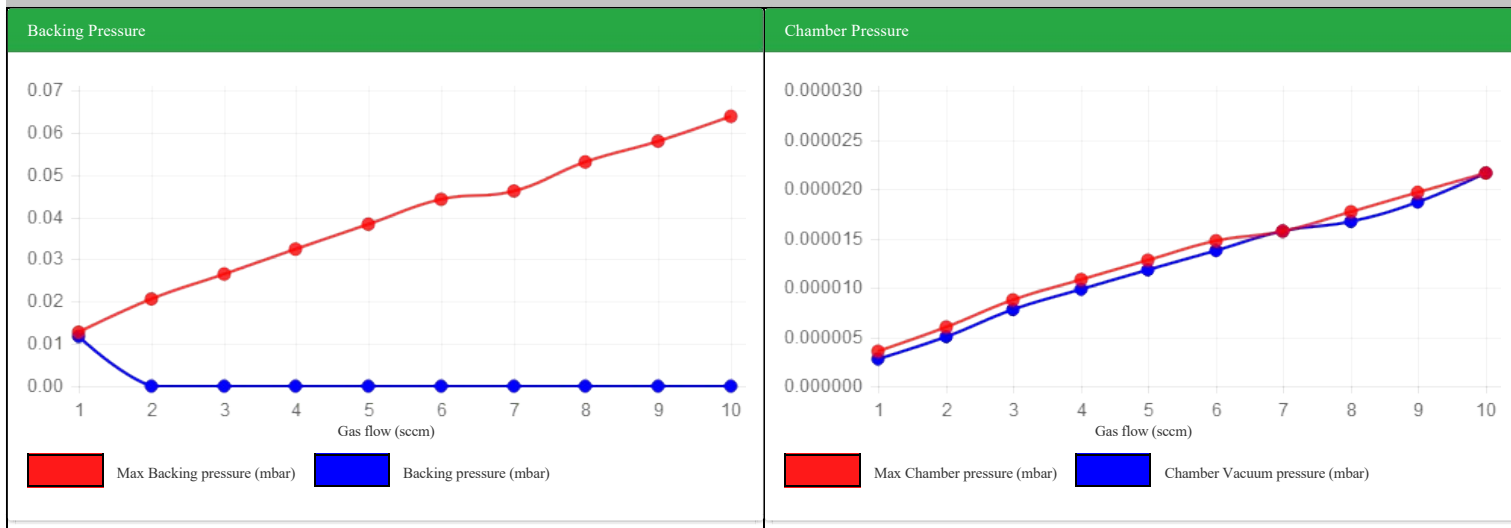 Backing Pressure
0.07
0.06
0.05
0.04
0.03
0.02
0.01
0.00
1 2 3 4 5 6 7 8 9 10
Gas flow (sccm)
Max Backing pressure (mbar) Backing pressure (mbar)
Chamber Pressure
0.000030
0.000025
0.000020
0.000015
0.000010
0.000005
0.000000
1 2 3 4 5 6 7 8 9 10
Gas flow (sccm)
Max Chamber pressure (mbar) Chamber Vacuum pressure (mbar)